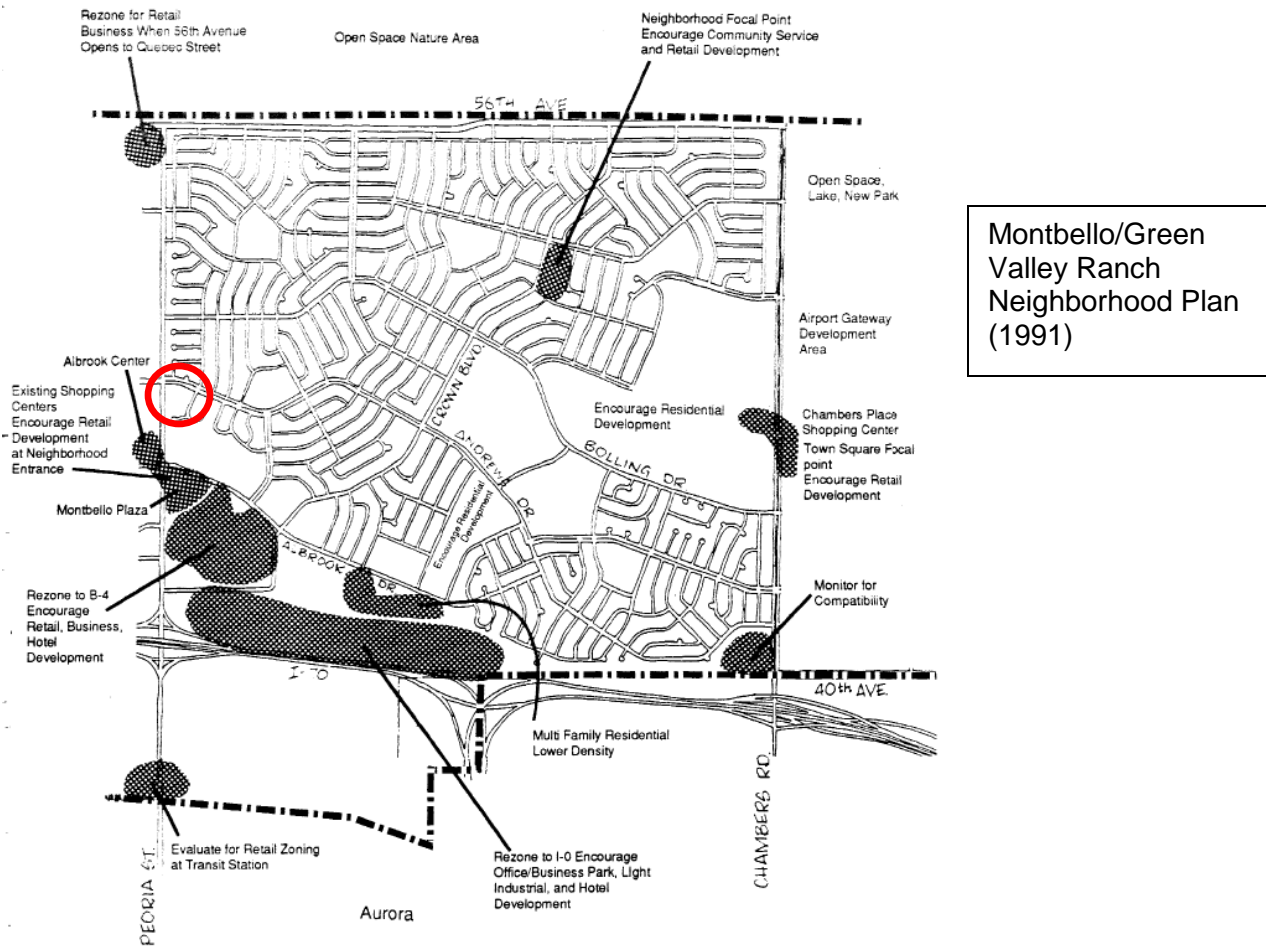 Rezone for Retail
Business When 56th Avenue
Opens to Quebec Street
Open Space Nature Area
Neighborhood Focal Point
Encourage Community Service
and Retail Development
56TH AVE
Open Space,
Lake, New Park
Montbello/Green
Valley Ranch
Neighborhood Plan
(1991)
Airport Gateway
Development
Area
Albrook Center
Existing Shopping
Centers
Encourage Retail
Development
at Neighborhood
Entrance
Montbello Plaza
CROWN BLVD.
ANDREWS DR
BOLLING DR
Encourage Residential
Development
Chambers Place
Shopping Center
Town Square Focal
point
Encourage Retail
Development
Encourage Residential
Development
ALBROOK DR
Rezone to B-4
Encourage
Retail, Business,
Hotel
Development
Monitor for
Compatibility
I-70
40th AVE.
Multi Family Residential
Lower Density
Evaluate for Retail Zoning
at Transit Station
Rezone to I-0 Encourage
Office/Business Park, Light
Industrial, and Hotel
Development
PEORIA ST.
CHAMBERS RD.
Aurora